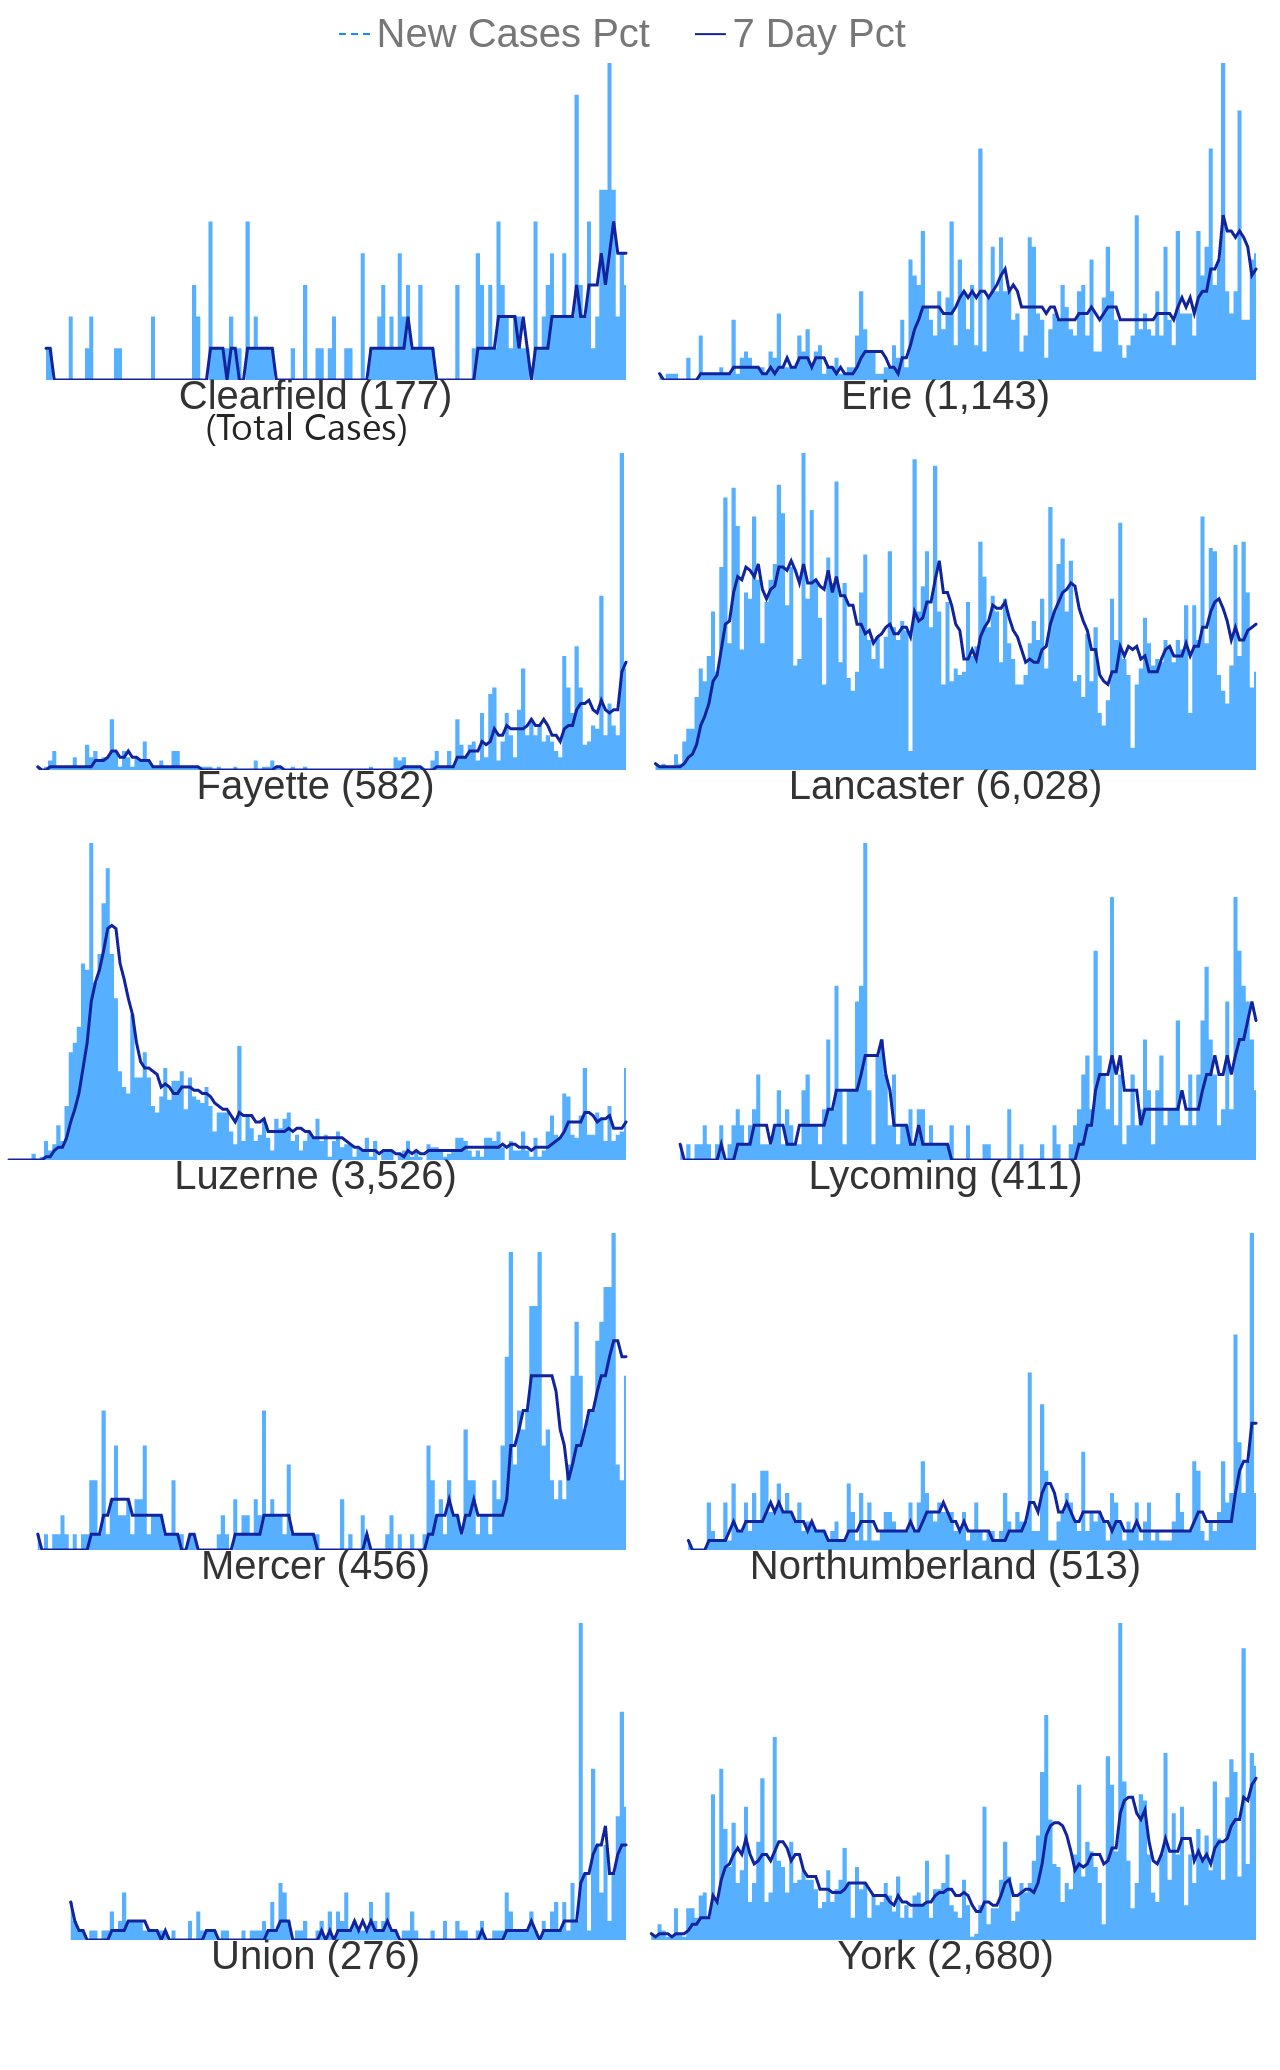 New Cases Pct 7 Day Pct
Clearfield (177) Erie (1,143)
(Total Cases)
Fayette (582) Lancaster (6,028)
Luzerne (3,526) Lycoming (411)
Mercer (456) Northumberland (513)
Union (276) York (2,680)